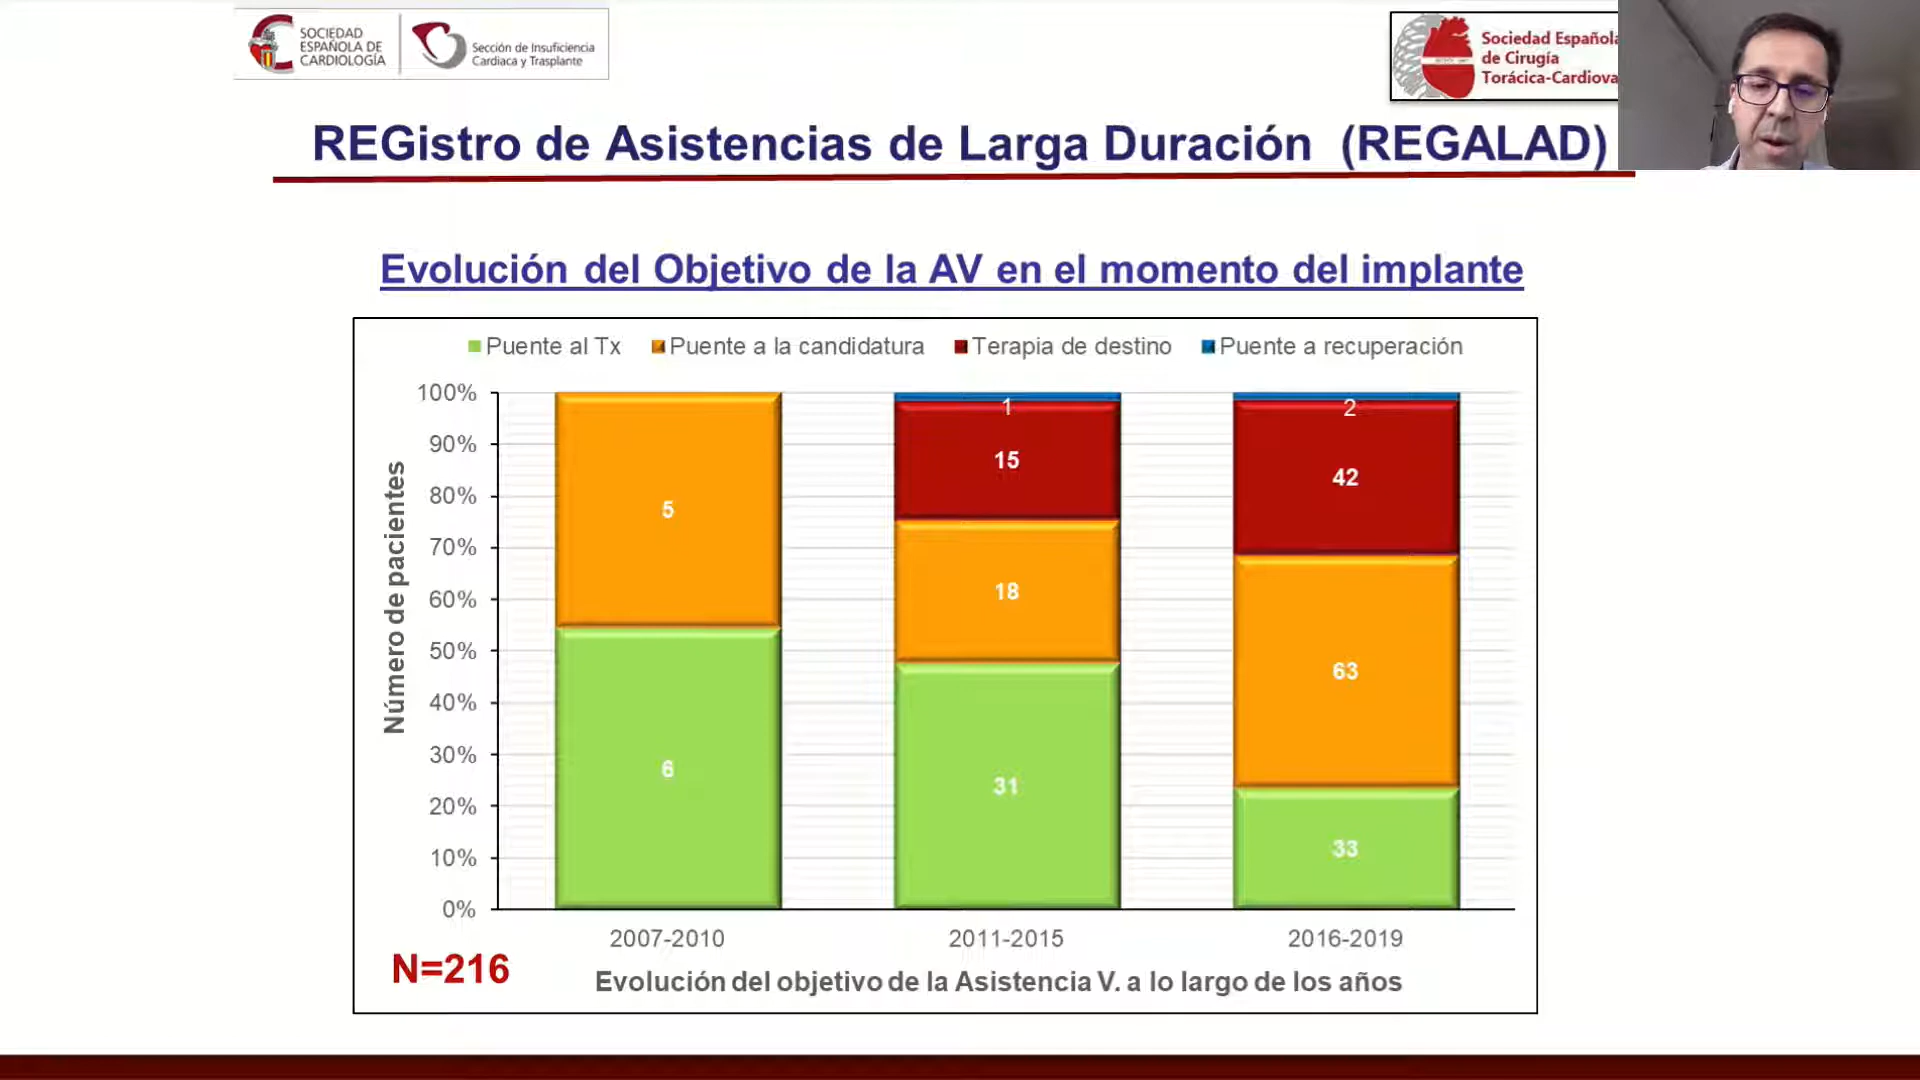 SOCIEDAD
ESPAÑOLA DE
CARDIOLOGÍA
Sección de Insuficiencia
Cardiaca y Trasplante
Sociedad Española
de Cirugía
Torácica-Cardiova
REGistro de Asistencias de Larga Duración (REGALAD)
Evolución del Objetivo de la AV en el momento del implante
Puente al Tx Puente a la candidatura Terapia de destino Puente a recuperación
Número de pacientes
100%
90%
80%
70%
60%
50%
40%
30%
20%
10%
0%
5
6
1
15
18
31
2
42
63
33
2007-2010 2011-2015 2016-2019
N=216
Evolución del objetivo de la Asistencia V. a lo largo de los años